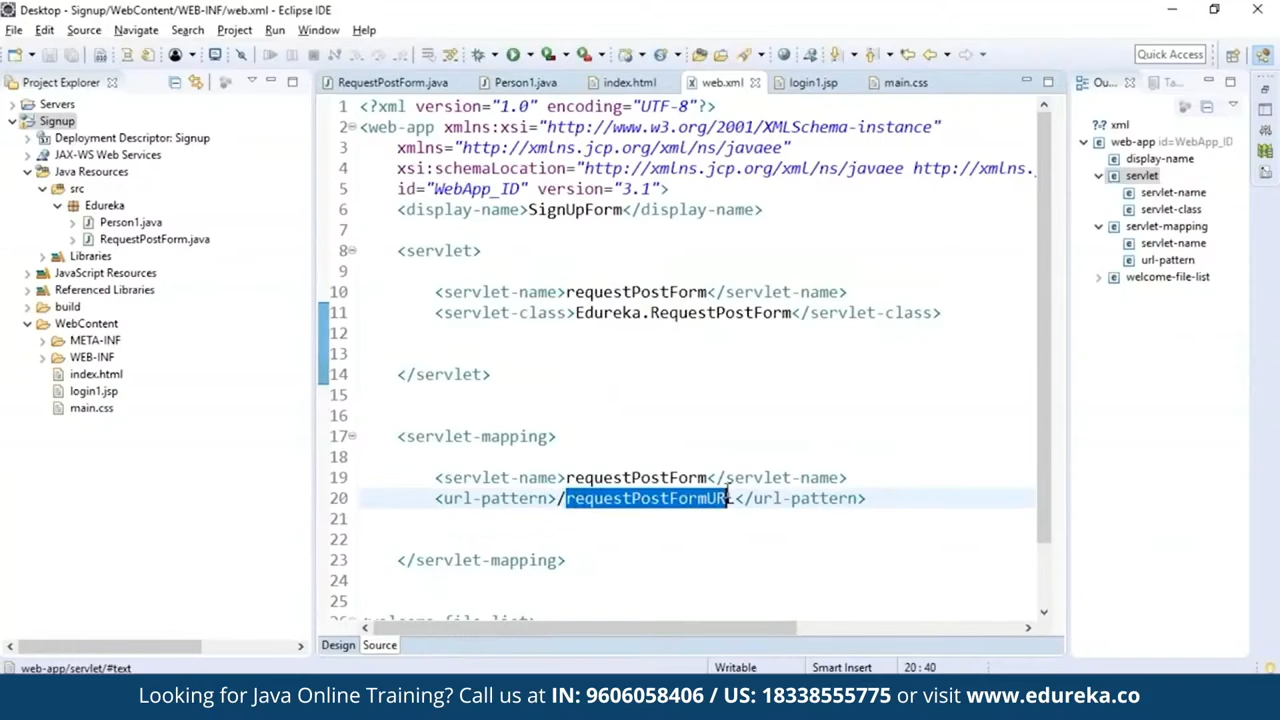 Desktop - Signup/WebContent/WEB-INF/web.xml - Eclipse IDE
File Edit Source Navigate Search Project Run Window Help
Quick Access
Project Explorer
Servers
Signup
Deployment Descriptor: Signup
JAX-WS Web Services
Java Resources
src
Edureka
Person1.java
RequestPostForm.java
Libraries
JavaScript Resources
Referenced Libraries
build
WebContent
META-INF
WEB-INF
index.html
login1.jsp
main.css
RequestPostForm.java Person1.java index.html web.xml login1.jsp main.css
1 <?xml version="1.0" encoding="UTF-8"?>
2 <web-app xmlns:xsi="http://www.w3.org/2001/XMLSchema-instance"
3 xmlns="http://xmlns.jcp.org/xml/ns/javaee"
4 xsi:schemaLocation="http://xmlns.jcp.org/xml/ns/javaee http://xmlns.
5 id="WebApp_ID" version="3.1">
6 <display-name>SignUpForm</display-name>
7
8 <servlet>
9
10 <servlet-name>requestPostForm</servlet-name>
11 <servlet-class>Edureka.RequestPostForm</servlet-class>
12
13
14 </servlet>
15
16
17 <servlet-mapping>
18
19 <servlet-name>requestPostForm</servlet-name>
20 <url-pattern>/requestPostFormURL</url-pattern>
21
22
23 </servlet-mapping>
24
25
Design Source
Ou... Ta...
xml
web-app id=WebApp_ID
display-name
servlet
servlet-name
servlet-class
servlet-mapping
servlet-name
url-pattern
welcome-file-list
web-app/servlet/#text Writable Smart Insert 20 : 40
Looking for Java Online Training? Call us at IN: 9606058406 / US: 18338555775 or visit www.edureka.co